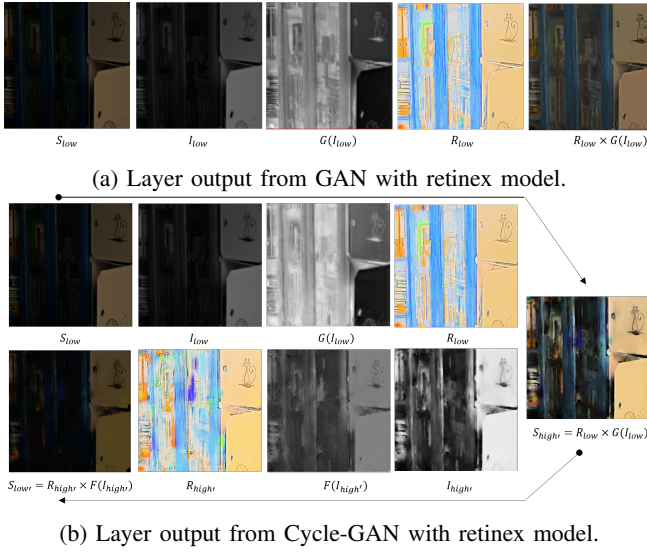 S_low I_low G(I_low) R_low R_low × G(I_low)
(a) Layer output from GAN with retinex model.
S_low I_low G(I_low) R_low
S_high′ = R_low × G(I_low)
S_low′ = R_high′ × F(I_high′) R_high′ F(I_high′) I_high′
(b) Layer output from Cycle-GAN with retinex model.